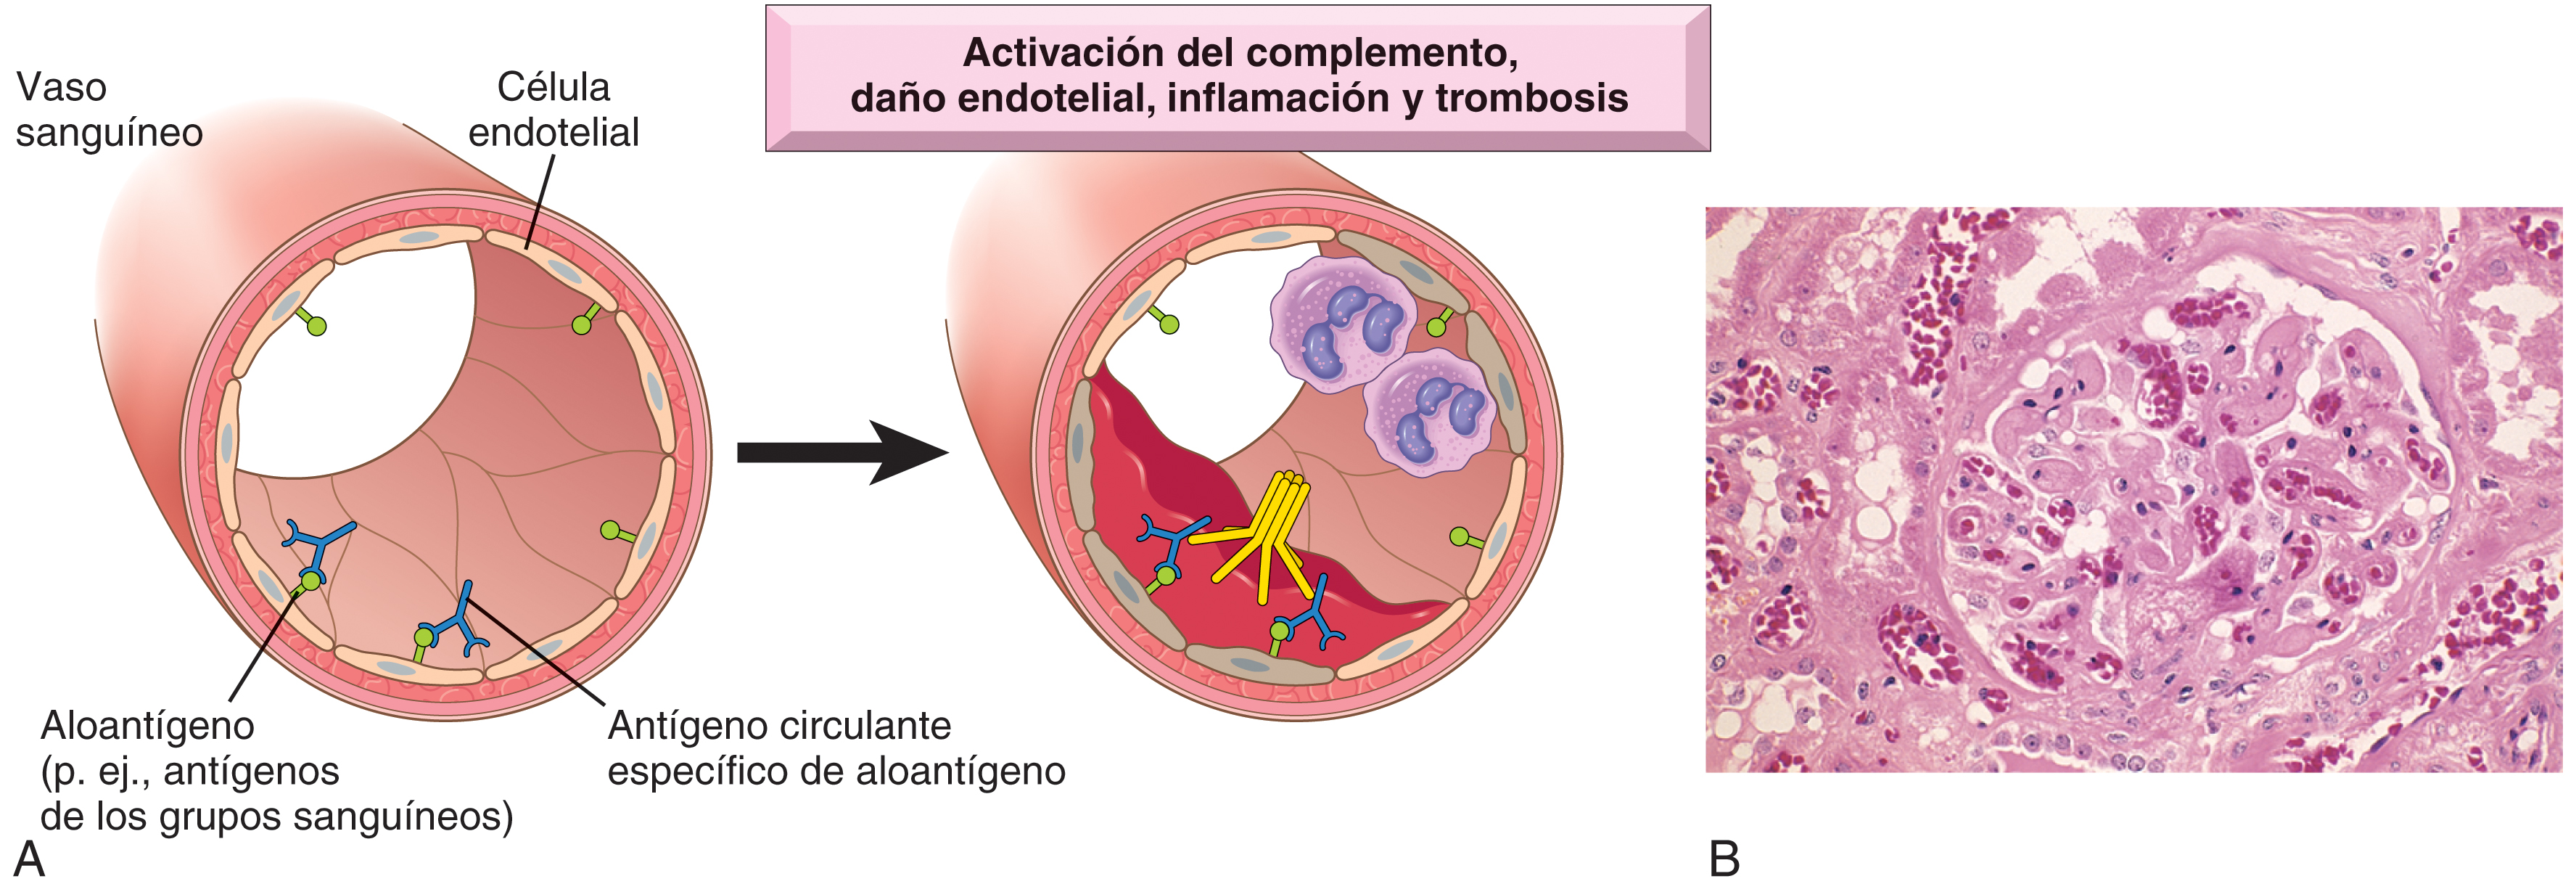 Vaso
sanguíneo
Célula
endotelial
Activación del complemento,
daño endotelial, inflamación y trombosis
Aloantígeno
(p. ej., antígenos
de los grupos sanguíneos)
Antígeno circulante
específico de aloantígeno
A
B